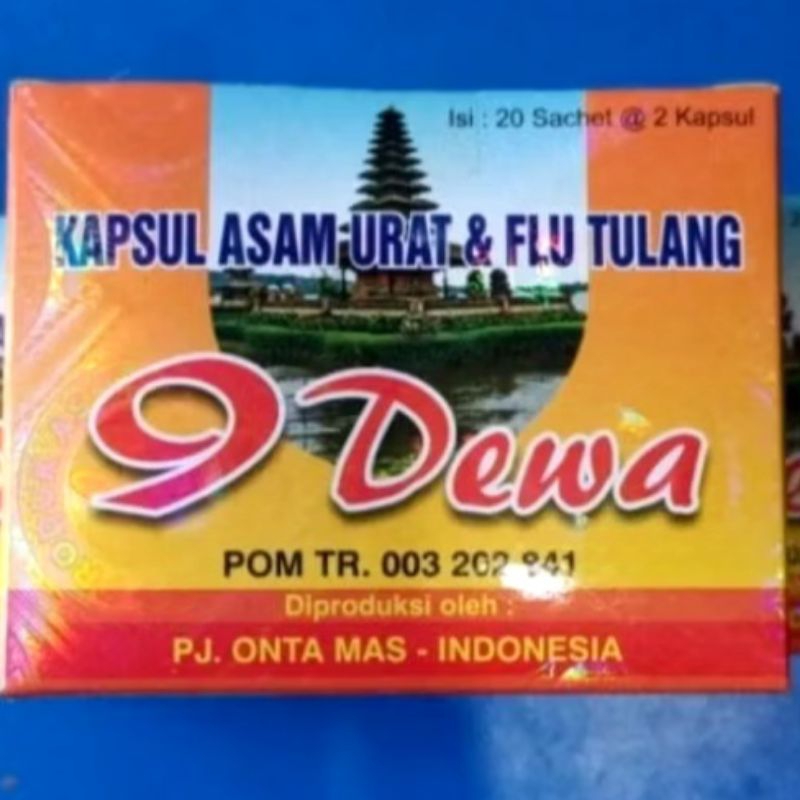 Isi : 20 Sachet @ 2 Kapsul
KAPSUL ASAM URAT & FLU TULANG
9 Dewa
POM TR. 003 202 841
Diproduksi oleh :
PJ. ONTA MAS - INDONESIA